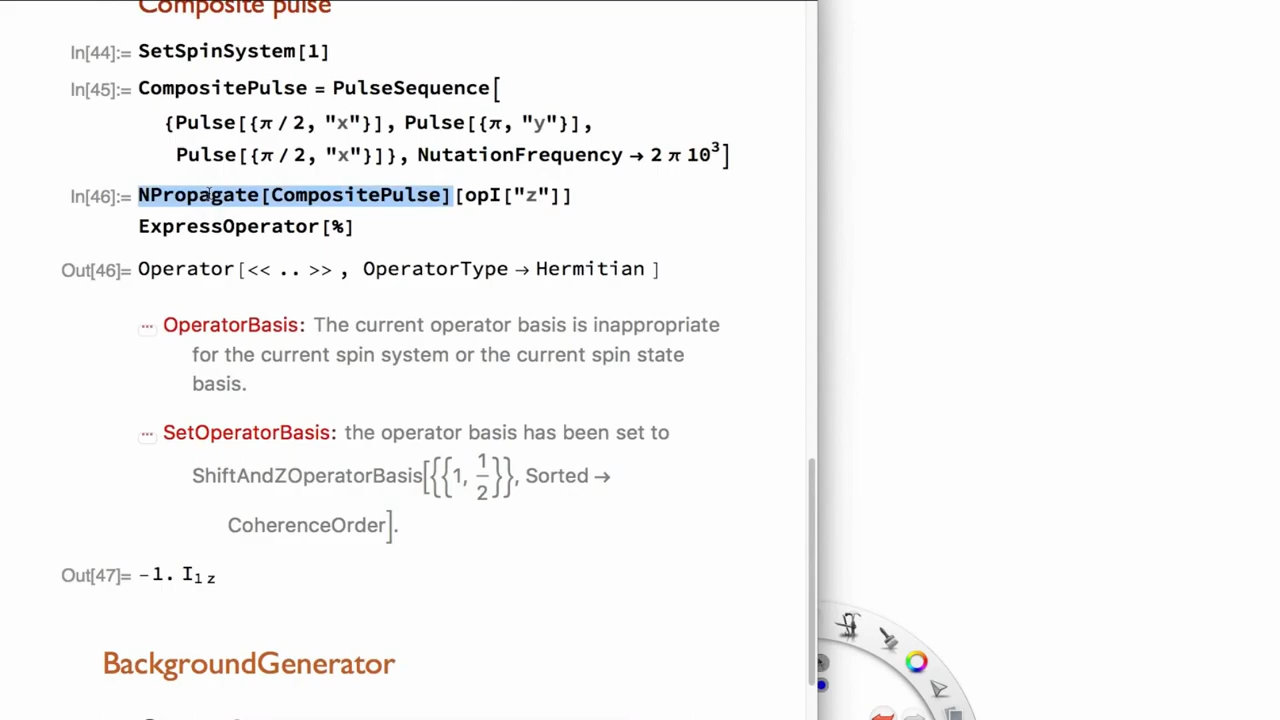 Composite pulse
In[44]:= SetSpinSystem[1]
In[45]:= CompositePulse = PulseSequence[
{Pulse[{π / 2, "x"}], Pulse[{π, "y"}],
Pulse[{π / 2, "x"}]}, NutationFrequency → 2 π 10³]
In[46]:= NPropagate[CompositePulse][opI["z"]]
ExpressOperator[%]
Out[46]= Operator[<< .. >> , OperatorType → Hermitian ]
··· OperatorBasis: The current operator basis is inappropriate
for the current spin system or the current spin state
basis.
··· SetOperatorBasis: the operator basis has been set to
ShiftAndZOperatorBasis[{{1, 1/2}}, Sorted →
CoherenceOrder].
Out[47]= -1. I₁ z
BackgroundGenerator